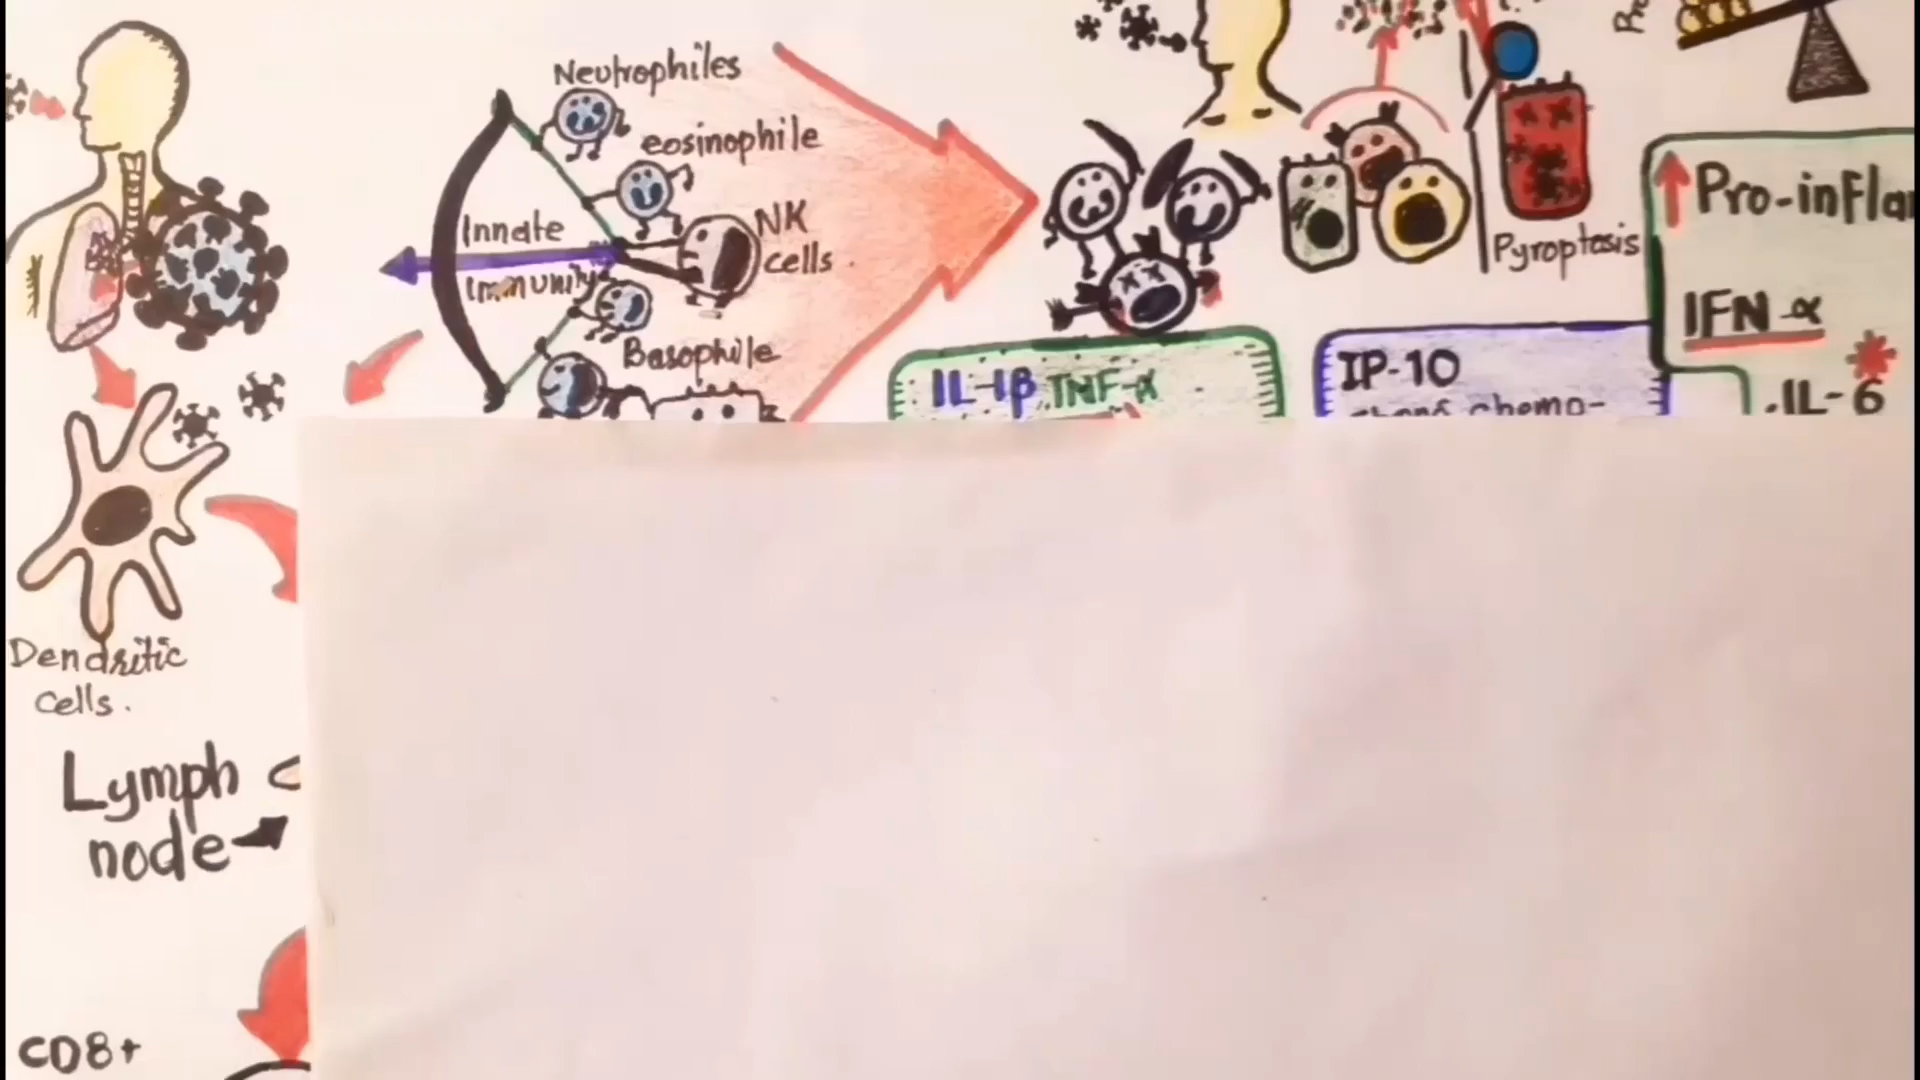 Neutrophiles
eosinophile
NK
cells.
Innate
Immunity
Basophile
Dendritic
cells.
Lymph
node
CD8+
Pyroptosis
IL-1β TNF-α
IP-10
Pro-infla
IFN-α
.IL-6